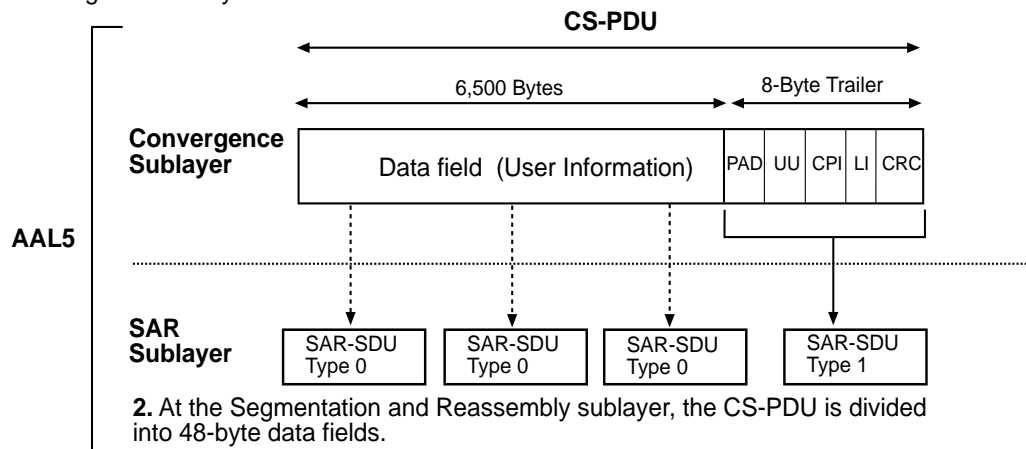 CS-PDU
6,500 Bytes
8-Byte Trailer
Convergence
Sublayer
Data field (User Information)
PAD UU CPI LI CRC
AAL5
SAR
Sublayer
SAR-SDU
Type 0
SAR-SDU
Type 0
SAR-SDU
Type 0
SAR-SDU
Type 1
2. At the Segmentation and Reassembly sublayer, the CS-PDU is divided
into 48-byte data fields.